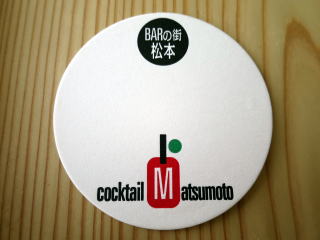 BARの街
松本
cocktail Matsumoto